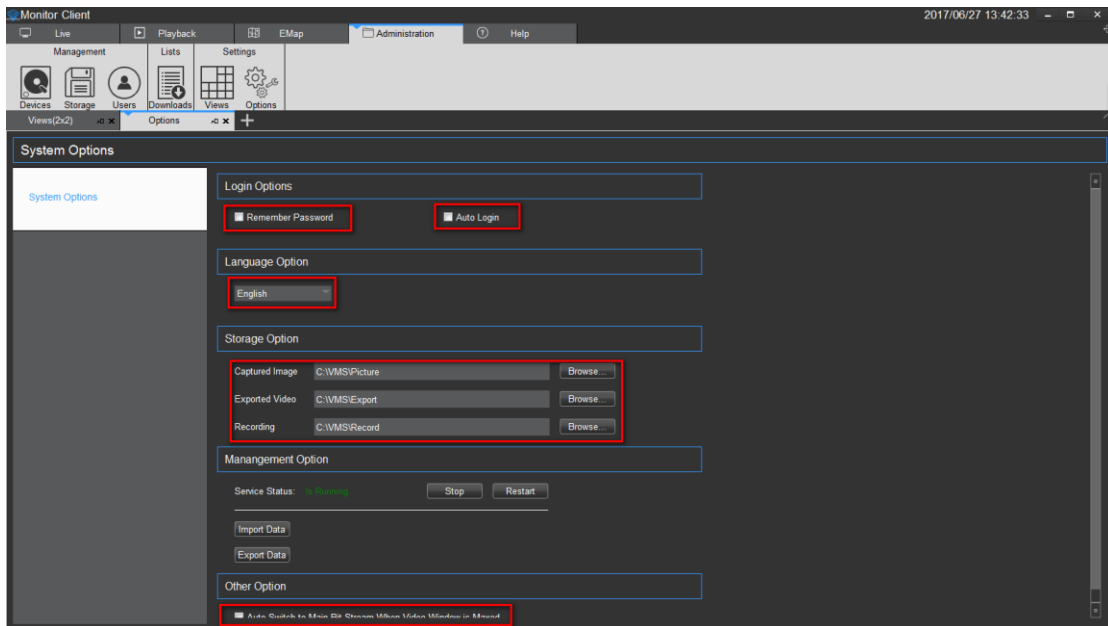 Monitor Client 2017/06/27 13:42:33
Live Playback EMap Administration Help
Management Lists Settings
Devices Storage Users Downloads Views Options
Views(2x2) Options
System Options
System Options
Login Options
Remember Password Auto Login
Language Option
English
Storage Option
Captured Image C:\VMS\Picture Browse...
Exported Video C:\VMS\Export Browse...
Recording C:\VMS\Record Browse...
Manangement Option
Service Status: Is Running Stop Restart
Import Data
Export Data
Other Option
Auto Switch to Main Bit Stream When Video Window is Maxed